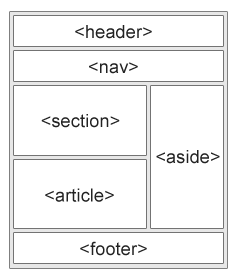 <header>
<nav>
<section>
<aside>
<article>
<footer>